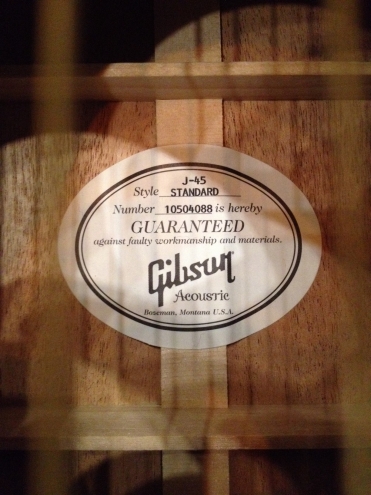 J-45
Style STANDARD
Number 10504088 is hereby
GUARANTEED
against faulty workmanship and materials.
Gibson
Acoustic
Bozeman, Montana U.S.A.